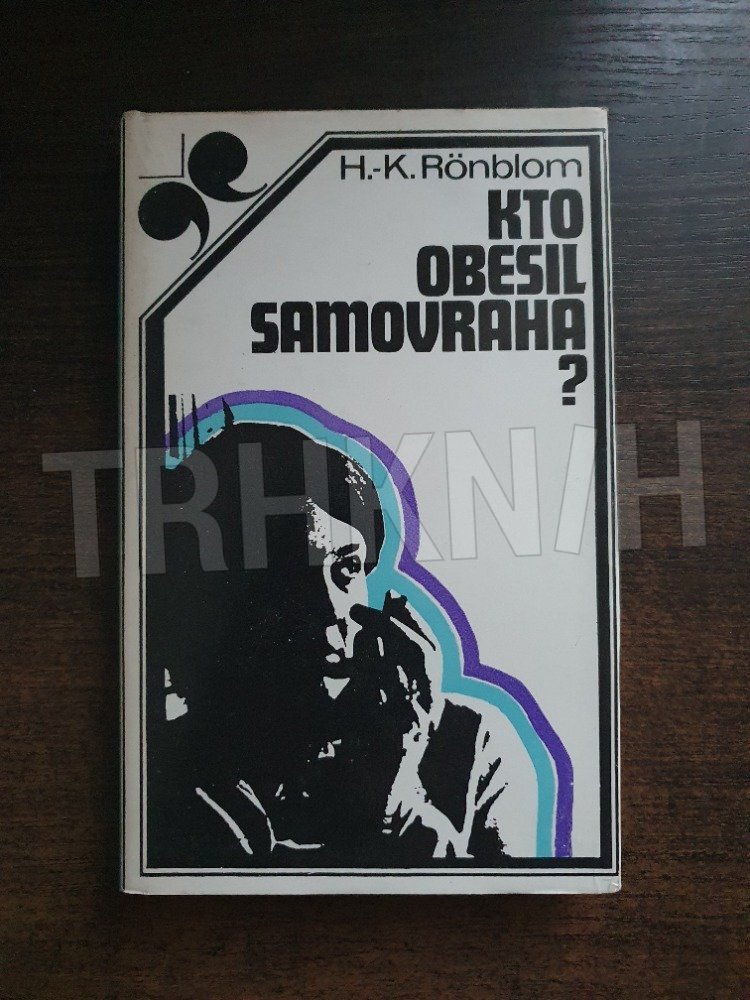 H.-K. Rönblom
KTO
OBESIL
SAMOVRAHA
?
TRHKNIH